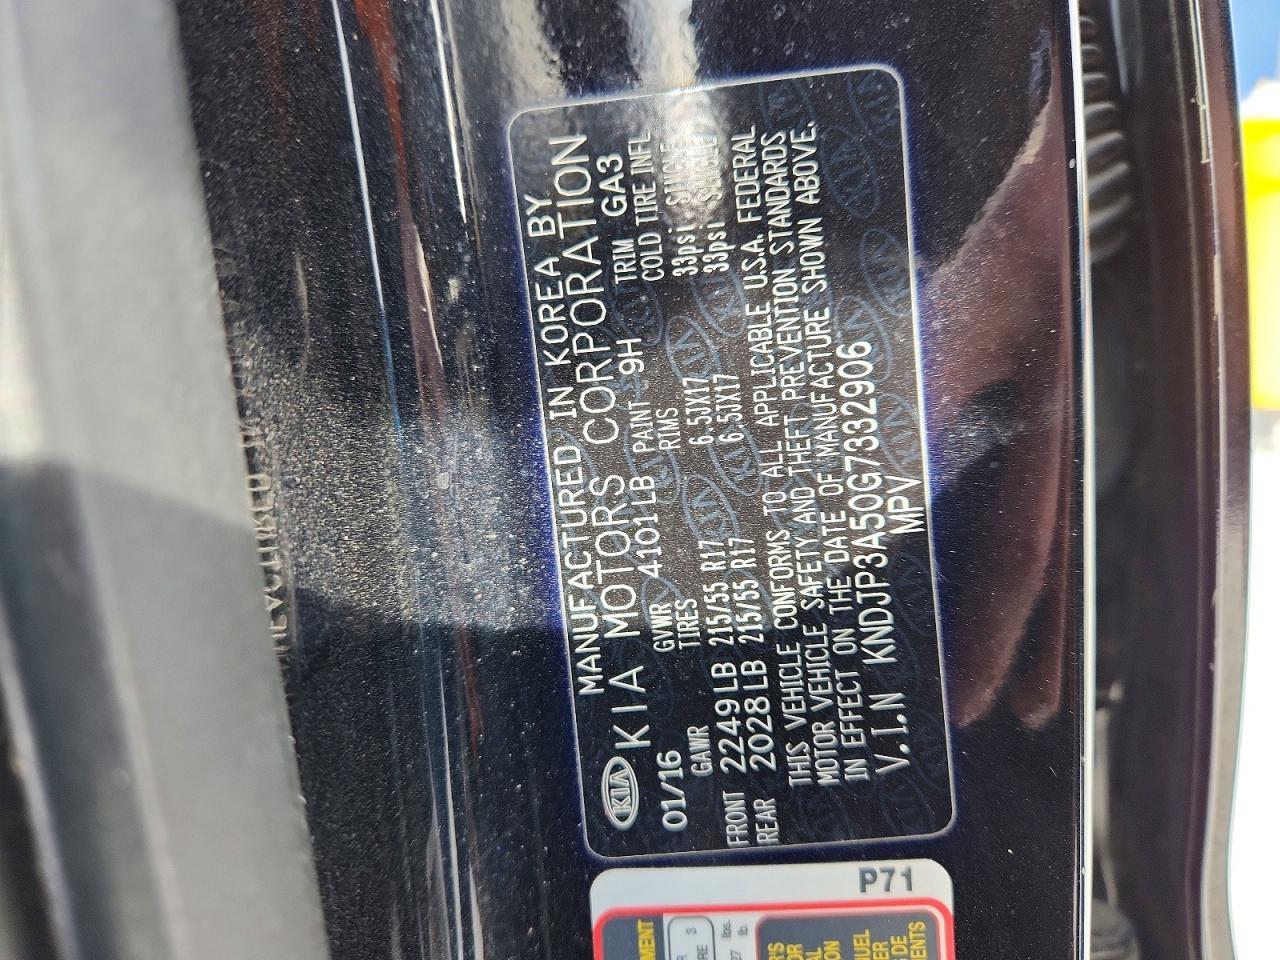 MANUFACTURED IN KOREA BY
KIA KIA MOTORS CORPORATION
01/16 GVWR 4101LB PAINT 9H TRIM GA3
GAWR TIRES RIMS COLD TIRE INFL
FRONT 2249LB 215/55 R17 6.5JX17 33psi SINGLE
REAR 2028LB 215/55 R17 6.5JX17 33psi SINGLE
THIS VEHICLE CONFORMS TO ALL APPLICABLE U.S.A. FEDERAL
MOTOR VEHICLE SAFETY AND THEFT PREVENTION STANDARDS
IN EFFECT ON THE DATE OF MANUFACTURE SHOWN ABOVE.
V.I.N KNDJP3A50G7332906
MPV
P71